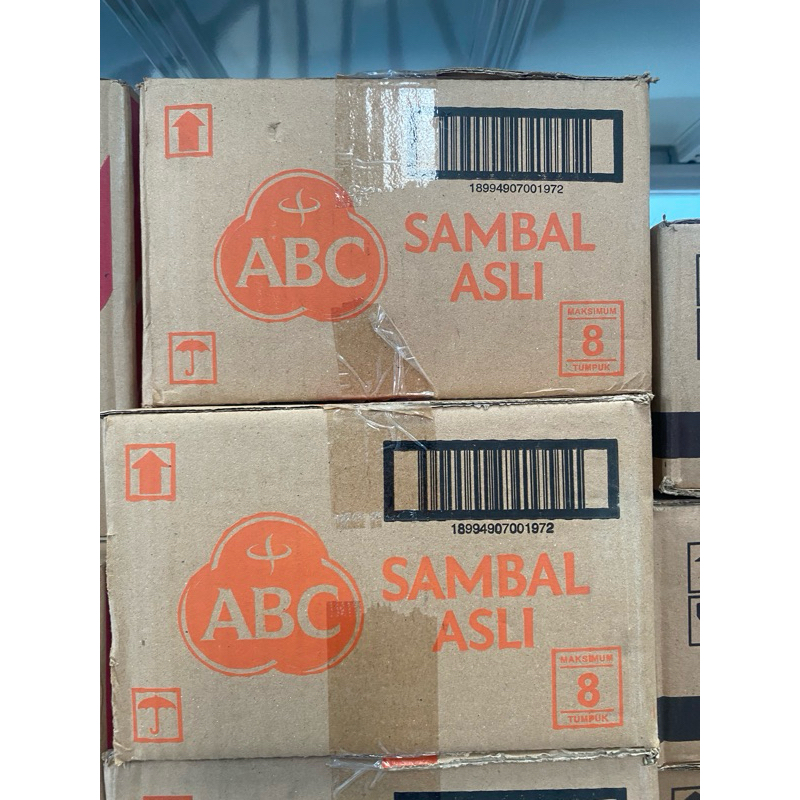 18994907001972
ABC
SAMBAL
ASLI
MAKSIMUM
8
TUMPUK
18994907001972
ABC
SAMBAL
ASLI
MAKSIMUM
8
TUMPUK